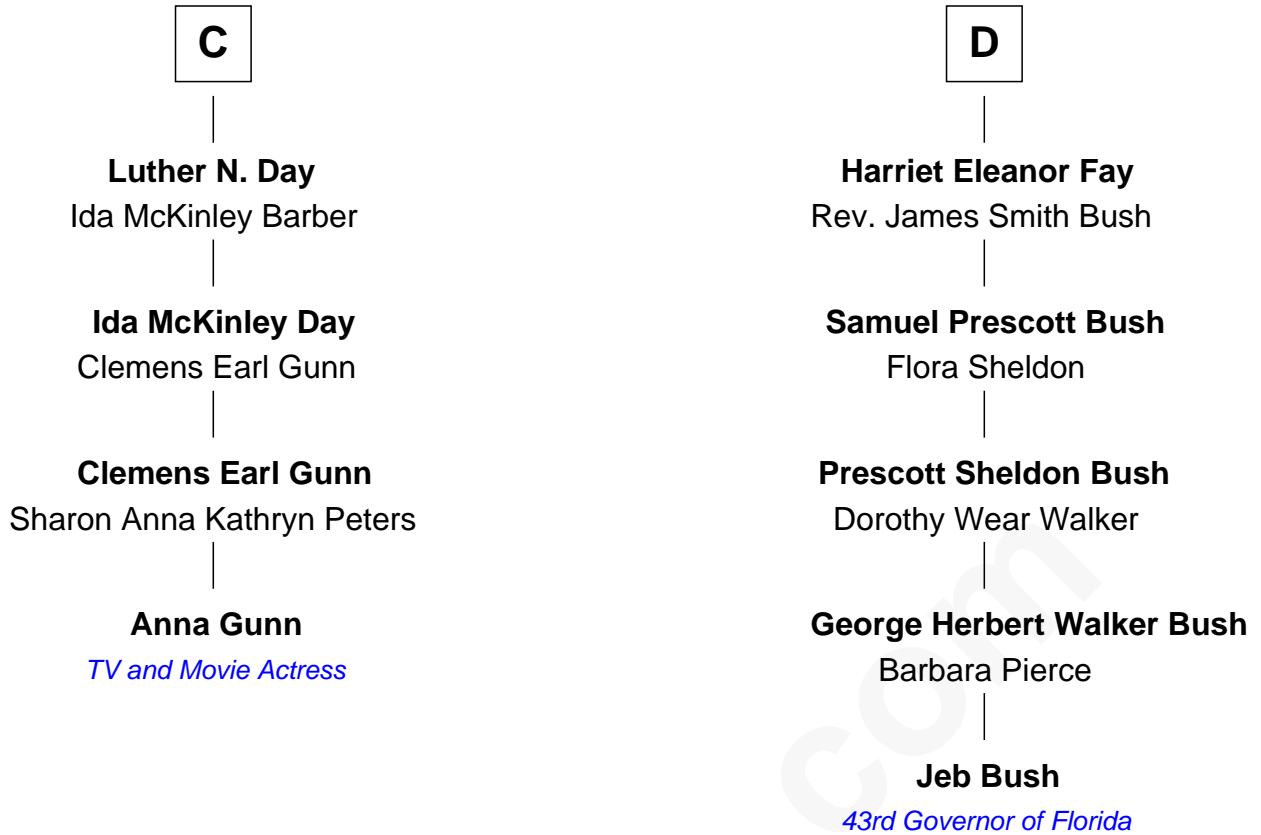 C
Luther N. Day
Ida McKinley Barber
Ida McKinley Day
Clemens Earl Gunn
Clemens Earl Gunn
Sharon Anna Kathryn Peters
Anna Gunn
TV and Movie Actress
D
Harriet Eleanor Fay
Rev. James Smith Bush
Samuel Prescott Bush
Flora Sheldon
Prescott Sheldon Bush
Dorothy Wear Walker
George Herbert Walker Bush
Barbara Pierce
Jeb Bush
43rd Governor of Florida
com